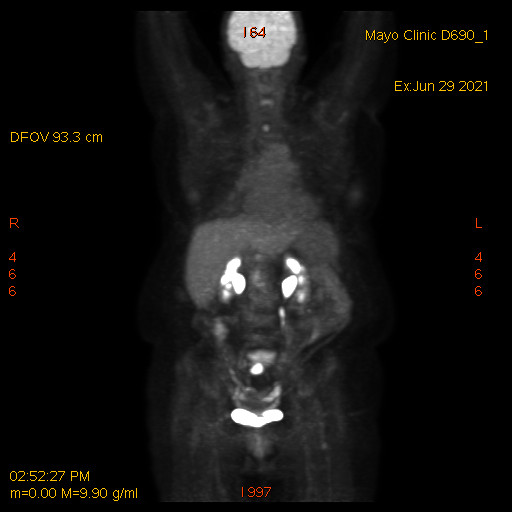 I64
Mayo Clinic D690_1
Ex:Jun 29 2021
DFOV 93.3 cm
R
L
4
4
6
6
6
6
02:52:27 PM
m=0.00 M=9.90 g/ml
I997